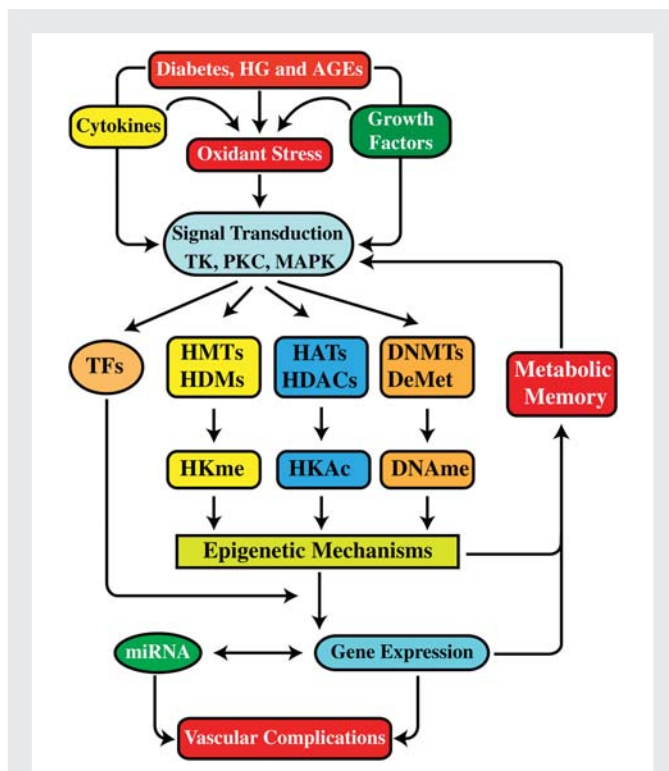 Diabetes, HG and AGEs
Cytokines
Growth
Factors
Oxidant Stress
Signal Transduction
TK, PKC, MAPK
TFs
HMTs
HDMs
HATs
HDACs
DNMTs
DeMet
Metabolic
Memory
HKme
HKAc
DNAme
Epigenetic Mechanisms
miRNA
Gene Expression
Vascular Complications